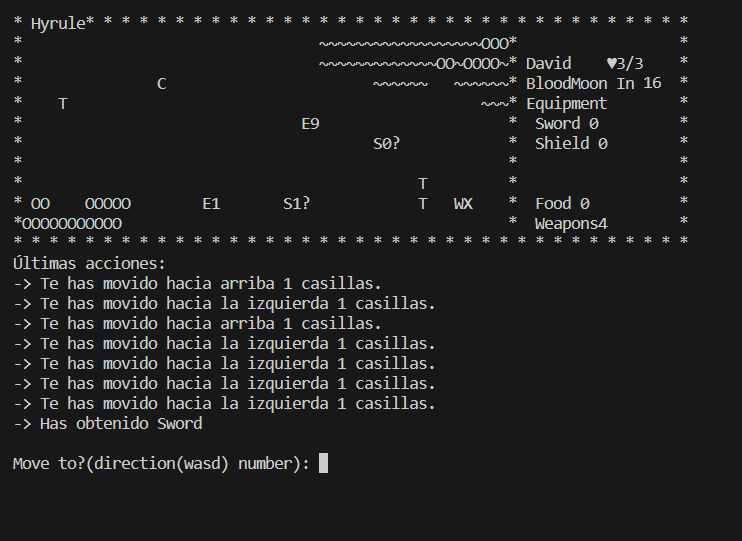 * Hyrule* * * * * * * * * * * * * * * * * * * * * * * * * * * * * * * * * *
*                                 ~~~~~~~~~~~~~~~~~~OOO*                  *
*                                 ~~~~~~~~~~~~~OO~OOOO~* David    ♥3/3    *
*               C                       ~~~~~~   ~~~~~~* BloodMoon In 16  *
*    T                                              ~~~* Equipment        *
*                               E9                     *  Sword 0         *
*                                       S0?            *  Shield 0        *
*                                                      *                  *
*                                            T         *                  *
* OO    OOOOO        E1       S1?            T   WX    *  Food 0          *
*OOOOOOOOOOO                                           *  Weapons4        *
* * * * * * * * * * * * * * * * * * * * * * * * * * * * * * * * * * * * * *
Últimas acciones:
-> Te has movido hacia arriba 1 casillas.
-> Te has movido hacia la izquierda 1 casillas.
-> Te has movido hacia arriba 1 casillas.
-> Te has movido hacia la izquierda 1 casillas.
-> Te has movido hacia la izquierda 1 casillas.
-> Te has movido hacia la izquierda 1 casillas.
-> Te has movido hacia la izquierda 1 casillas.
-> Has obtenido Sword
Move to?(direction(wasd) number):